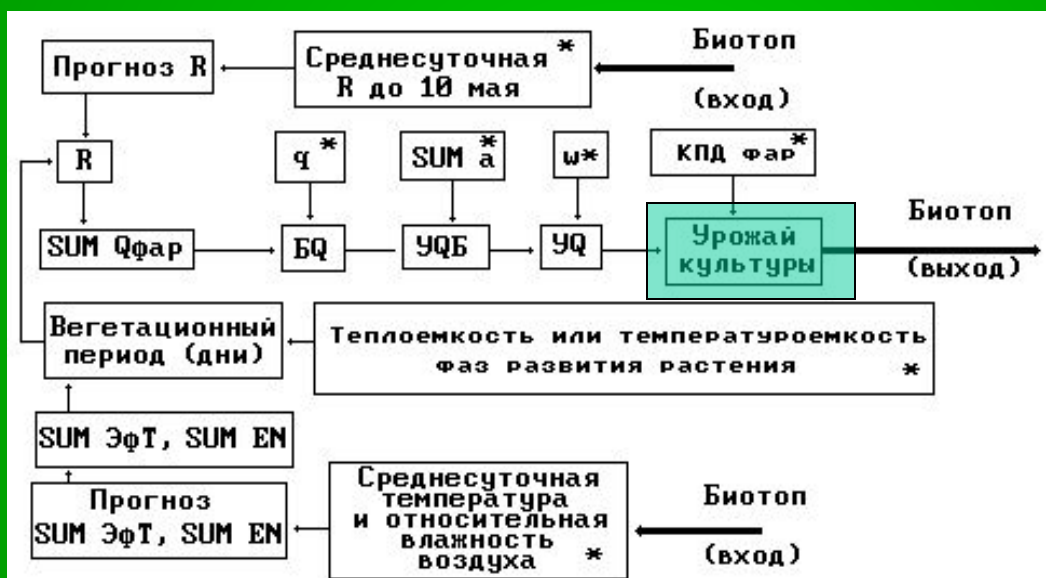 Прогноз R
Среднесуточная *
R до 10 мая
Биотоп
(вход)
R
q *
SUM a *
ω*
КПД фар *
SUM Qфар
БQ
УQБ
УQ
Урожай
культуры
Биотоп
(выход)
Вегетационный
период (дни)
Теплоемкость или температуроемкость
фаз развития растения *
SUM ЭфТ, SUM EN
Прогноз
SUM ЭфТ, SUM EN
Среднесуточная
температура
и относительная
влажность
воздуха *
Биотоп
(вход)